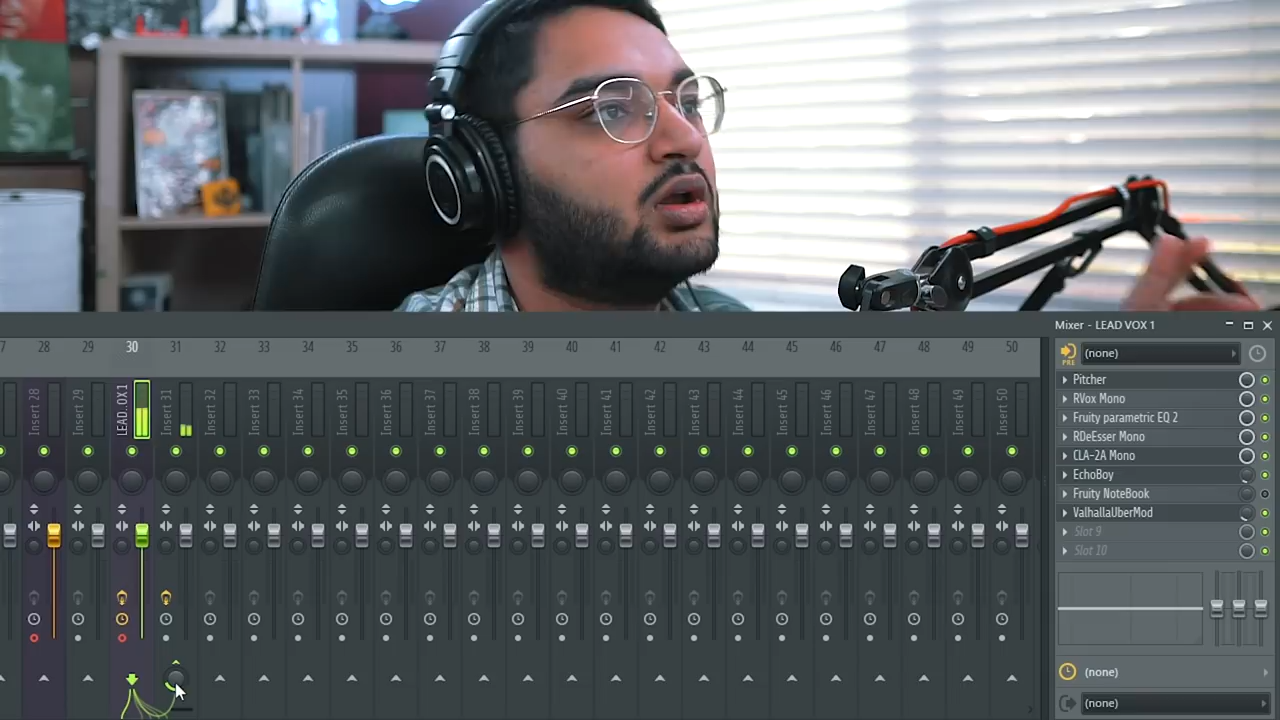 Mixer - LEAD VOX 1
7 28 29 30 31 32 33 34 35 36 37 38 39 40 41 42 43 44 45 46 47 48 49 50
(none)
PRE
Pitcher
RVox Mono
Fruity parametric EQ 2
RDeEsser Mono
CLA-2A Mono
EchoBoy
Fruity NoteBook
ValhallaUberMod
Slot 9
Slot 10
Insert 28
Insert 29
LEAD VOX 1
Insert 31
Insert 32
Insert 33
Insert 34
Insert 35
Insert 36
Insert 37
Insert 38
Insert 39
Insert 40
Insert 41
Insert 42
Insert 43
Insert 44
Insert 45
Insert 46
Insert 47
Insert 48
Insert 49
Insert 50
(none)
(none)